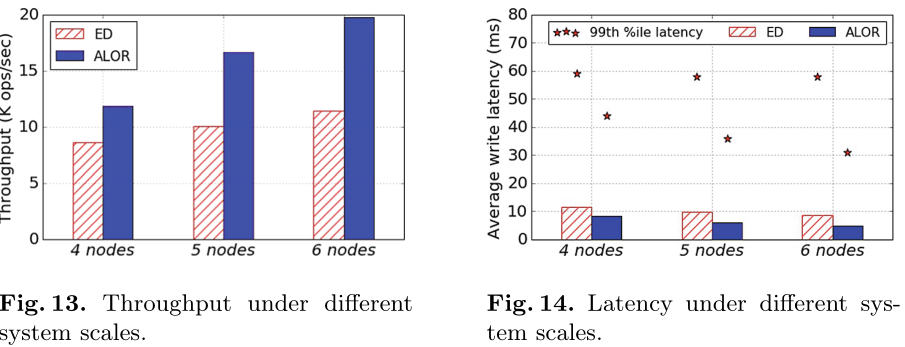 20
15
10
5
0
Throughput (K ops/sec)
ED
ALOR
4 nodes
5 nodes
6 nodes
80
70
60
50
40
30
20
10
0
Average write latency (ms)
99th %ile latency
ED
ALOR
4 nodes
5 nodes
6 nodes
Fig. 13. Throughput under different
system scales.
Fig. 14. Latency under different sys-
tem scales.